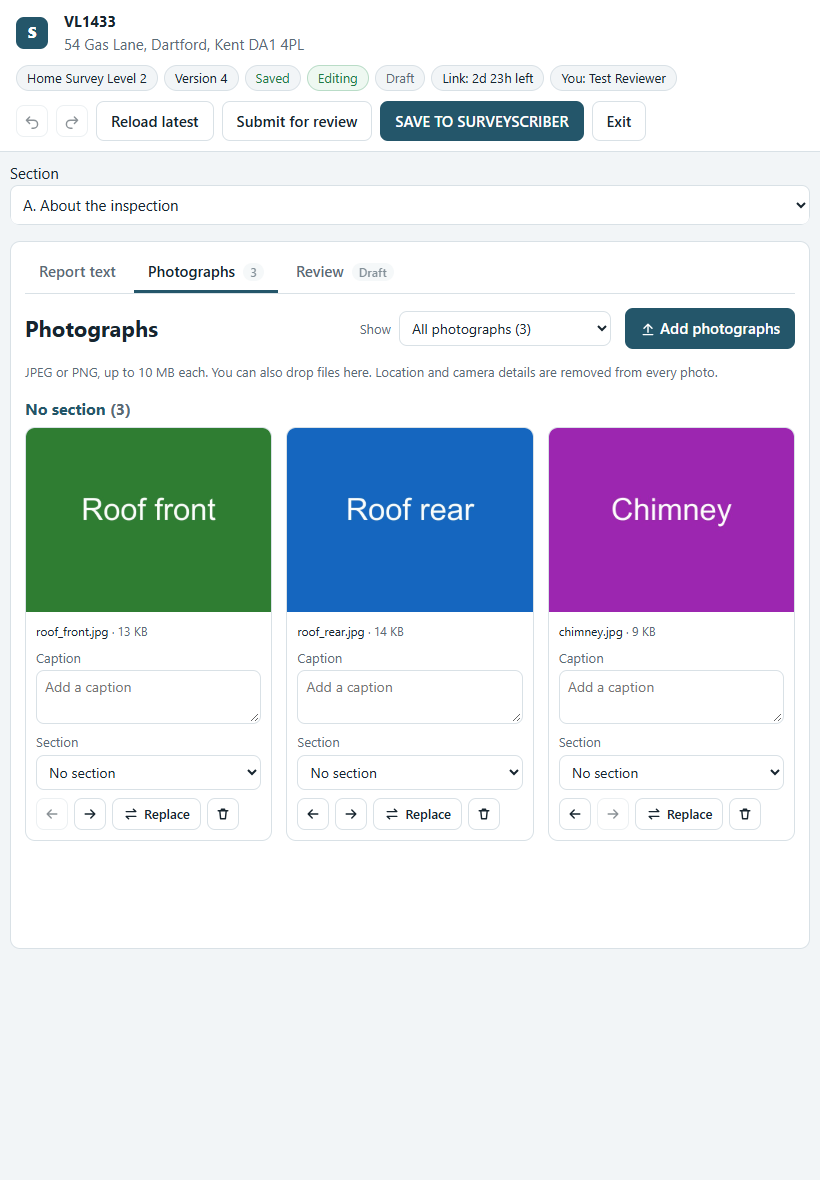 S
VL1433
54 Gas Lane, Dartford, Kent DA1 4PL
Home Survey Level 2 Version 4 Saved Editing Draft Link: 2d 23h left You: Test Reviewer
Reload latest Submit for review SAVE TO SURVEYSCRIBER Exit
Section
A. About the inspection
Report text Photographs 3 Review Draft
Photographs Show All photographs (3) Add photographs
JPEG or PNG, up to 10 MB each. You can also drop files here. Location and camera details are removed from every photo.
No section (3)
Roof front Roof rear Chimney
roof_front.jpg · 13 KB roof_rear.jpg · 14 KB chimney.jpg · 9 KB
Caption Caption Caption
Add a caption Add a caption Add a caption
Section Section Section
No section No section No section
Replace Replace Replace